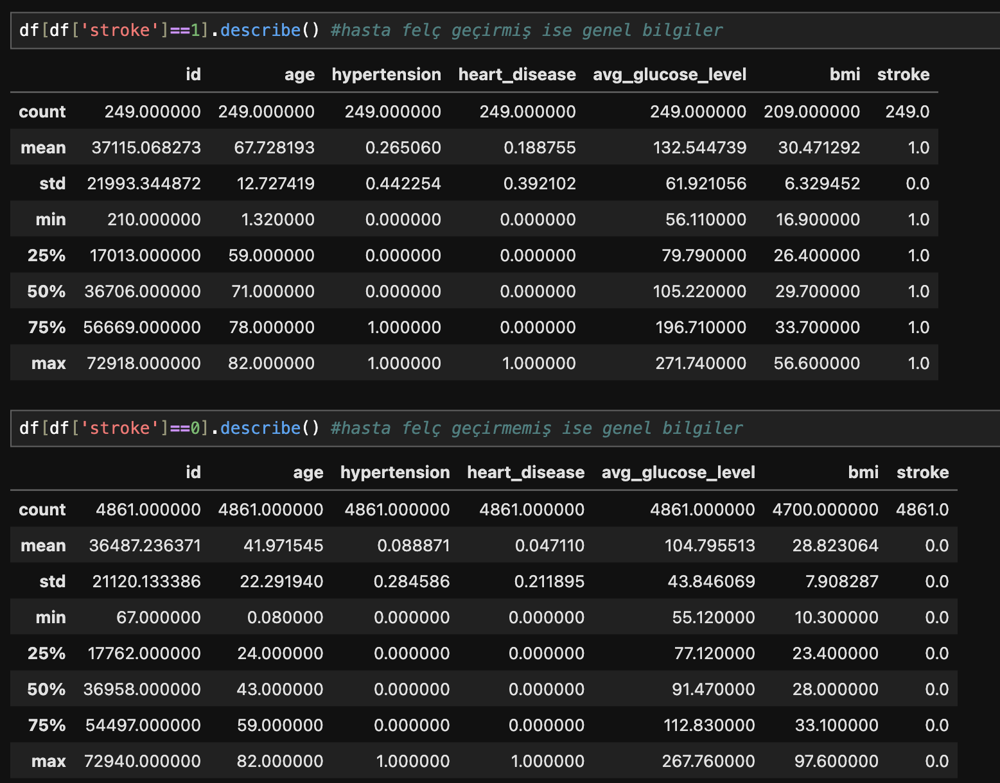 df[df['stroke']==1].describe() #hasta felç geçirmiş ise genel bilgiler
id age hypertension heart_disease avg_glucose_level bmi stroke
count 249.000000 249.000000 249.000000 249.000000 249.000000 209.000000 249.0
mean 37115.068273 67.728193 0.265060 0.188755 132.544739 30.471292 1.0
std 21993.344872 12.727419 0.442254 0.392102 61.921056 6.329452 0.0
min 210.000000 1.320000 0.000000 0.000000 56.110000 16.900000 1.0
25% 17013.000000 59.000000 0.000000 0.000000 79.790000 26.400000 1.0
50% 36706.000000 71.000000 0.000000 0.000000 105.220000 29.700000 1.0
75% 56669.000000 78.000000 1.000000 0.000000 196.710000 33.700000 1.0
max 72918.000000 82.000000 1.000000 1.000000 271.740000 56.600000 1.0
df[df['stroke']==0].describe() #hasta felç geçirmemiş ise genel bilgiler
id age hypertension heart_disease avg_glucose_level bmi stroke
count 4861.000000 4861.000000 4861.000000 4861.000000 4861.000000 4700.000000 4861.0
mean 36487.236371 41.971545 0.088871 0.047110 104.795513 28.823064 0.0
std 21120.133386 22.291940 0.284586 0.211895 43.846069 7.908287 0.0
min 67.000000 0.080000 0.000000 0.000000 55.120000 10.300000 0.0
25% 17762.000000 24.000000 0.000000 0.000000 77.120000 23.400000 0.0
50% 36958.000000 43.000000 0.000000 0.000000 91.470000 28.000000 0.0
75% 54497.000000 59.000000 0.000000 0.000000 112.830000 33.100000 0.0
max 72940.000000 82.000000 1.000000 1.000000 267.760000 97.600000 0.0